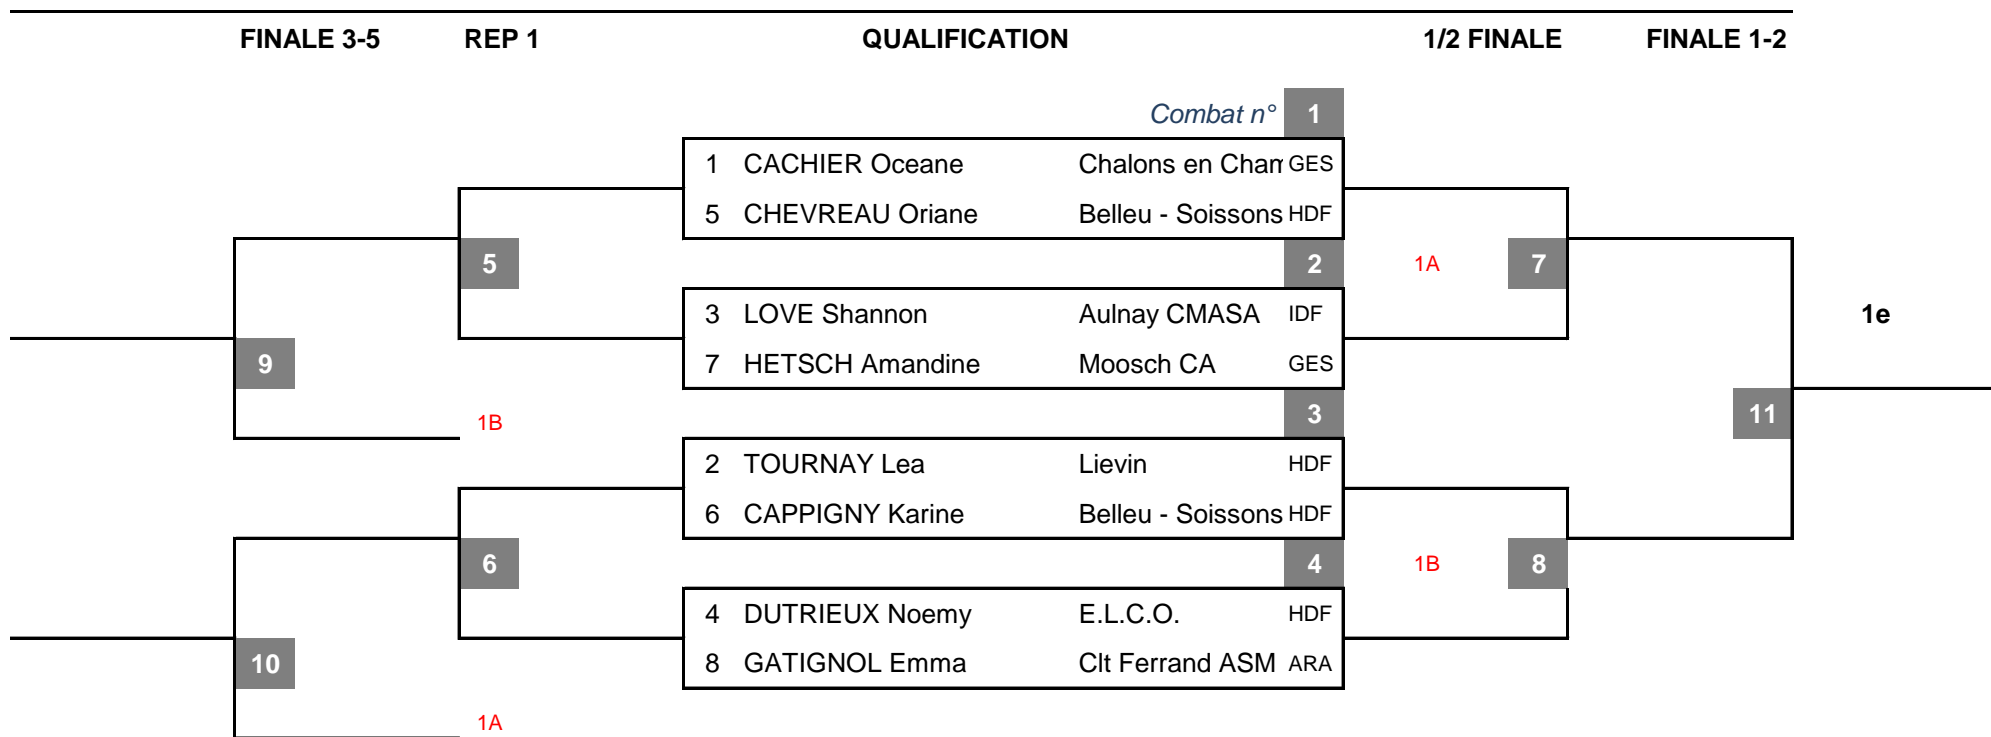 FINALE 3-5 REP 1 QUALIFICATION 1/2 FINALE FINALE 1-2
Combat n° 1
1 CACHIER Oceane Chalons en Cham GES
5 CHEVREAU Oriane Belleu - Soissons HDF
5 2 1A 7
3 LOVE Shannon Aulnay CMASA IDF 1e
9 7 HETSCH Amandine Moosch CA GES
1B 3 11
2 TOURNAY Lea Lievin HDF
6 CAPPIGNY Karine Belleu - Soissons HDF
6 4 1B 8
4 DUTRIEUX Noemy E.L.C.O. HDF
10 8 GATIGNOL Emma Clt Ferrand ASM ARA
1A